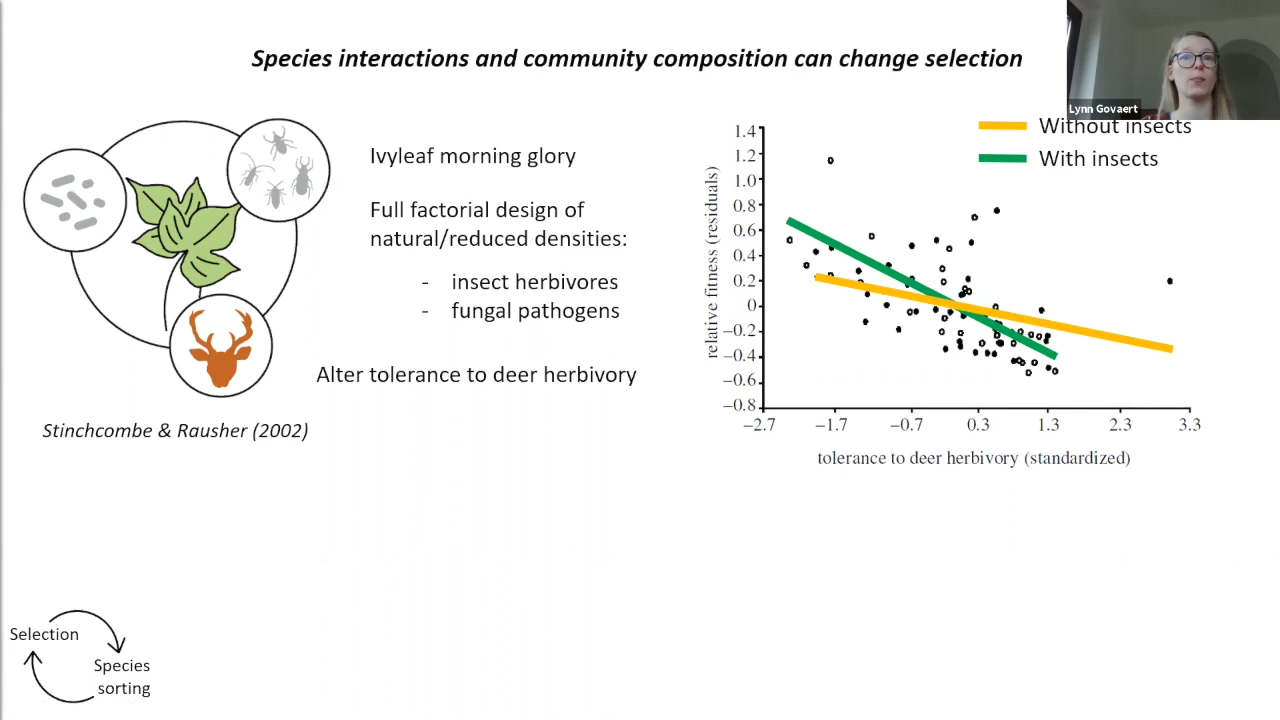 Species interactions and community composition can change selection
Lynn Govaert
Ivyleaf morning glory
Full factorial design of
natural/reduced densities:
- insect herbivores
- fungal pathogens
Alter tolerance to deer herbivory
Stinchcombe & Rausher (2002)
Without insects
With insects
relative fitness (residuals)
1.4
1.2
1.0
0.8
0.6
0.4
0.2
0
−0.2
−0.4
−0.6
−0.8
−2.7 −1.7 −0.7 0.3 1.3 2.3 3.3
tolerance to deer herbivory (standardized)
Selection
Species
sorting